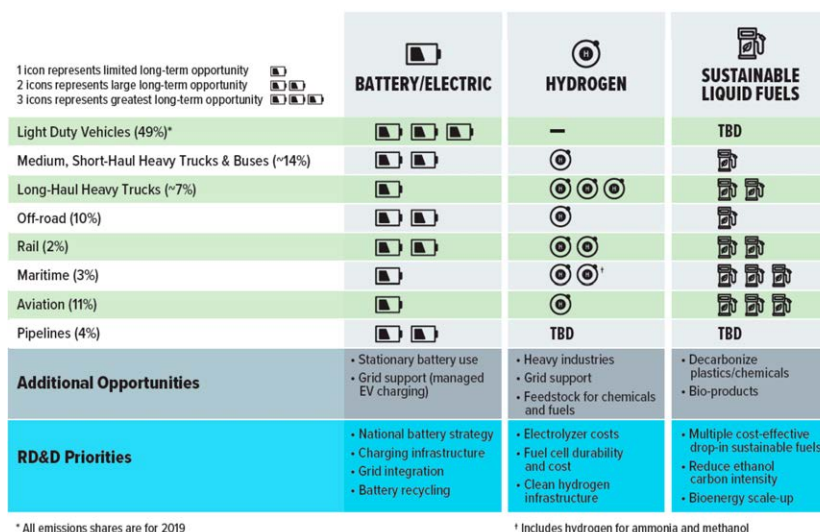 1 icon represents limited long-term opportunity
2 icons represents large long-term opportunity
3 icons represents greatest long-term opportunity
BATTERY/ELECTRIC
HYDROGEN
SUSTAINABLE
LIQUID FUELS
Light Duty Vehicles (49%)*
–
TBD
Medium, Short-Haul Heavy Trucks & Buses (~14%)
Long-Haul Heavy Trucks (~7%)
Off-road (10%)
Rail (2%)
Maritime (3%)
†
Aviation (11%)
Pipelines (4%)
TBD
TBD
Additional Opportunities
• Stationary battery use
• Grid support (managed
EV charging)
• Heavy industries
• Grid support
• Feedstock for chemicals
and fuels
• Decarbonize
plastics/chemicals
• Bio-products
RD&D Priorities
• National battery strategy
• Charging infrastructure
• Grid integration
• Battery recycling
• Electrolyzer costs
• Fuel cell durability
and cost
• Clean hydrogen
infrastructure
• Multiple cost-effective
drop-in sustainable fuels
• Reduce ethanol
carbon intensity
• Bioenergy scale-up
* All emissions shares are for 2019
† Includes hydrogen for ammonia and methanol